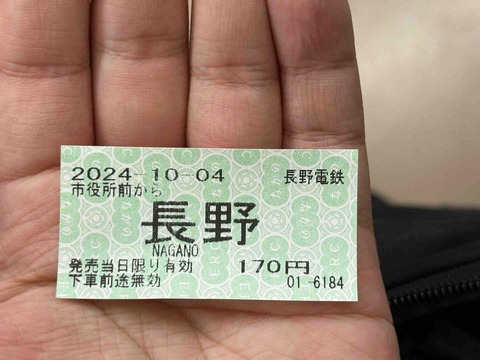 2024-10-04 長野電鉄
市役所前から
長野
NAGANO
発売当日限り有効 170円
下車前途無効 01-6184